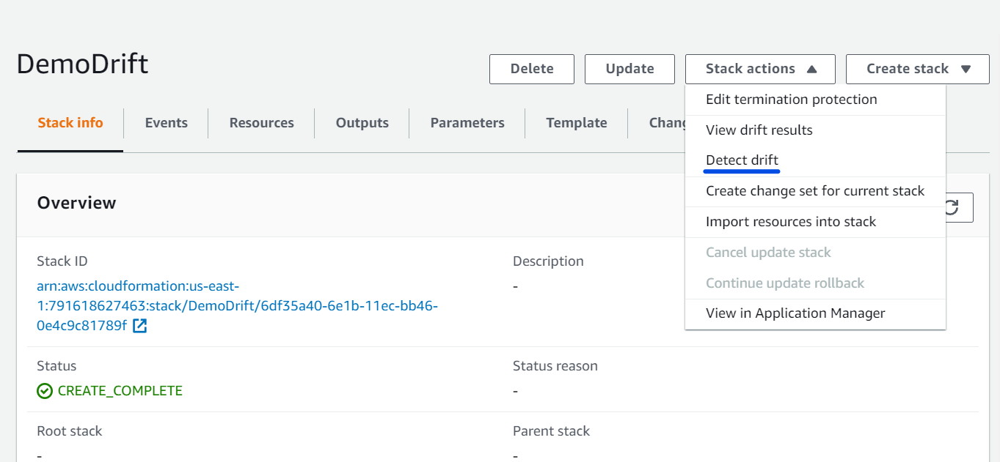 DemoDrift
Delete
Update
Stack actions
Create stack
Edit termination protection
View drift results
Detect drift
Create change set for current stack
Import resources into stack
Cancel update stack
Continue update rollback
View in Application Manager
Stack info
Events
Resources
Outputs
Parameters
Template
Chang
Overview
Stack ID
arn:aws:cloudformation:us-east-
1:791618627463:stack/DemoDrift/6df35a40-6e1b-11ec-bb46-
0e4c9c81789f
Description
-
Status
CREATE_COMPLETE
Status reason
-
Root stack
-
Parent stack
-